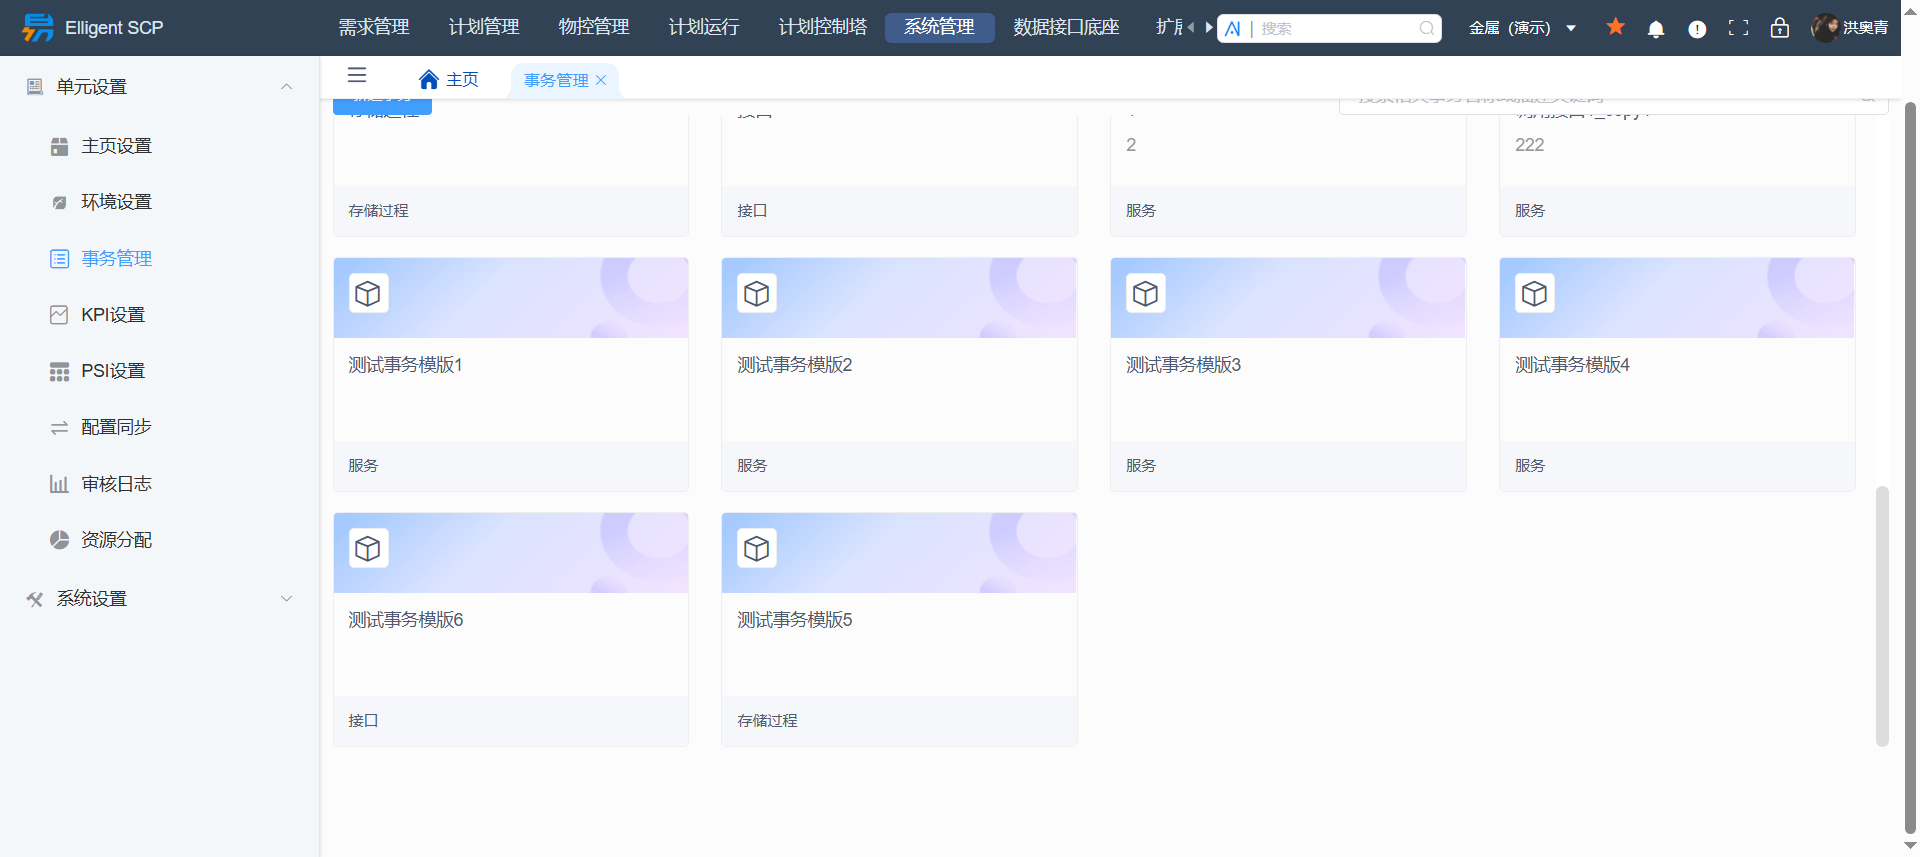 Elligent SCP
需求管理
计划管理
物控管理
计划运行
计划控制塔
系统管理
数据接口底座
AI | 搜索
金属（演示）
洪奥青
单元设置
主页设置
环境设置
事务管理
KPI设置
PSI设置
配置同步
审核日志
资源分配
系统设置
主页
事务管理
存储过程
接口
2
222
存储过程
接口
服务
服务
测试事务模版1
测试事务模版2
测试事务模版3
测试事务模版4
服务
服务
服务
服务
测试事务模版6
测试事务模版5
接口
存储过程